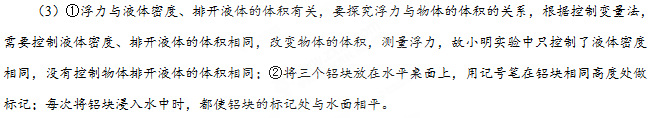 （3）①浮力与液体密度、排开液体的体积有关，要探究浮力与物体的体积的关系，根据控制变量法，
需要控制液体密度、排开液体的体积相同，改变物体的体积，测量浮力，故小明实验中只控制了液体密度
相同，没有控制物体排开液体的体积相同；②将三个铝块放在水平桌面上，用记号笔在铝块相同高度处做
标记；每次将铝块浸入水中时，都使铝块的标记处与水面相平。